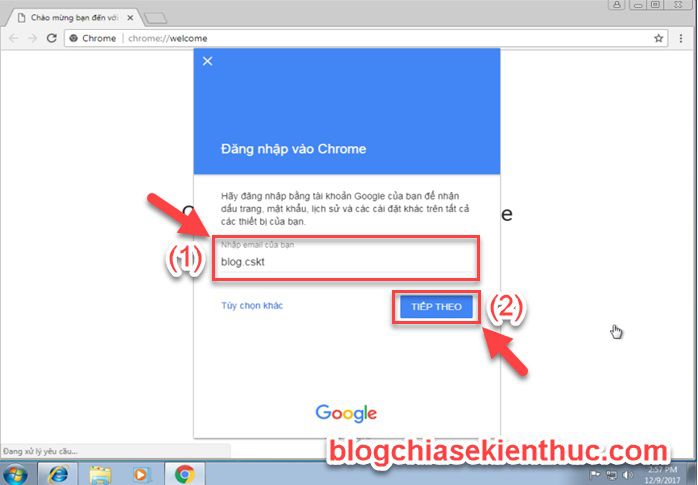 Chào mừng bạn đến với
Chrome | chrome://welcome
Đăng nhập vào Chrome
Hãy đăng nhập bằng tài khoản Google của bạn để nhận
dấu trang, mật khẩu, lịch sử và các cài đặt khác trên tất cả
các thiết bị của bạn.
(1)
Nhập email của bạn
blog.cskt
Tùy chọn khác
TIẾP THEO
(2)
Google
Đang xử lý yêu cầu...
blogchiasekienthuc.com
2:57 PM
12/9/2017